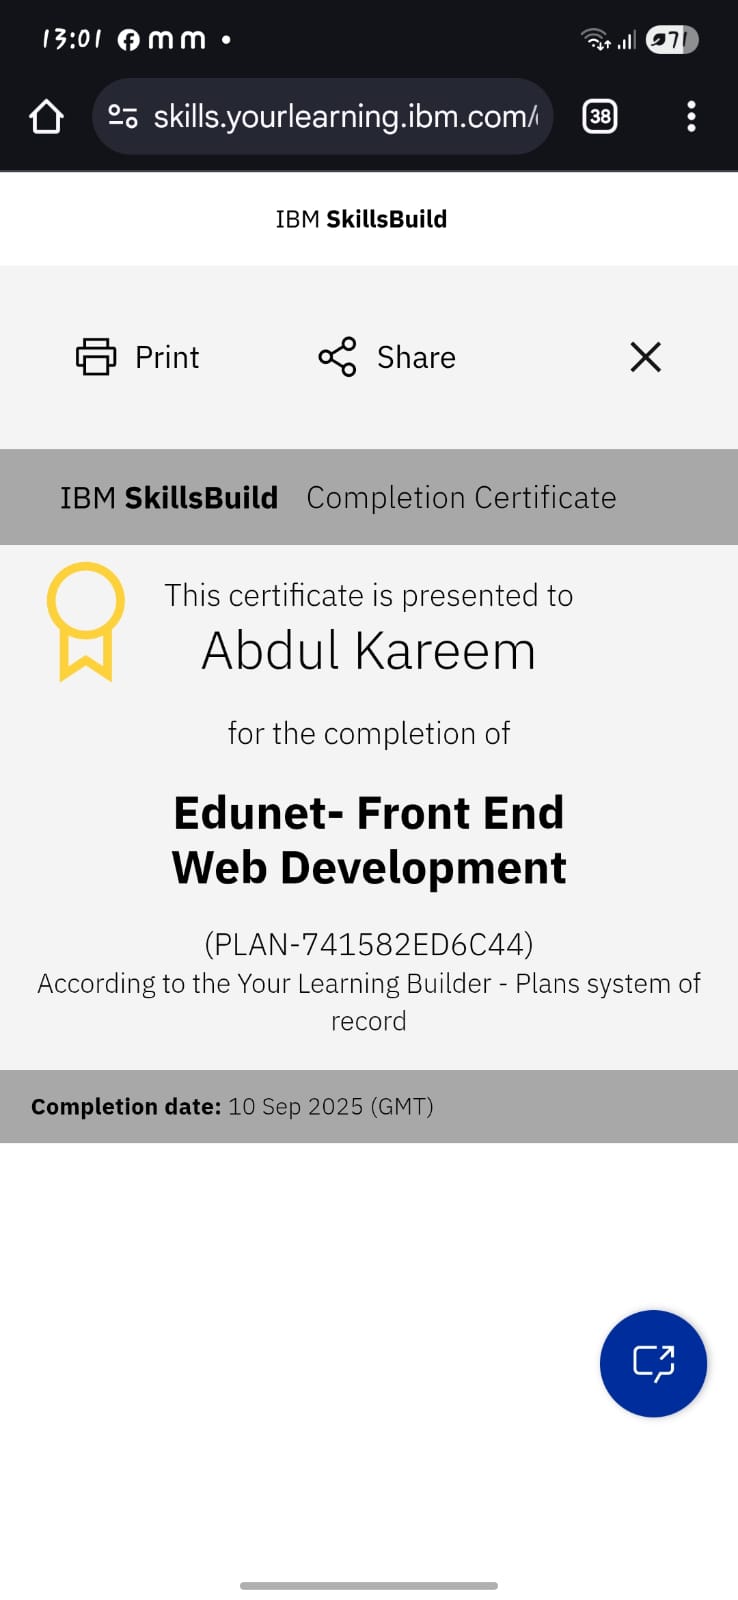 13:01 m m
71
skills.yourlearning.ibm.com/
38
IBM SkillsBuild
Print Share
IBM SkillsBuild Completion Certificate
This certificate is presented to
Abdul Kareem
for the completion of
Edunet- Front End
Web Development
(PLAN-741582ED6C44)
According to the Your Learning Builder - Plans system of
record
Completion date: 10 Sep 2025 (GMT)